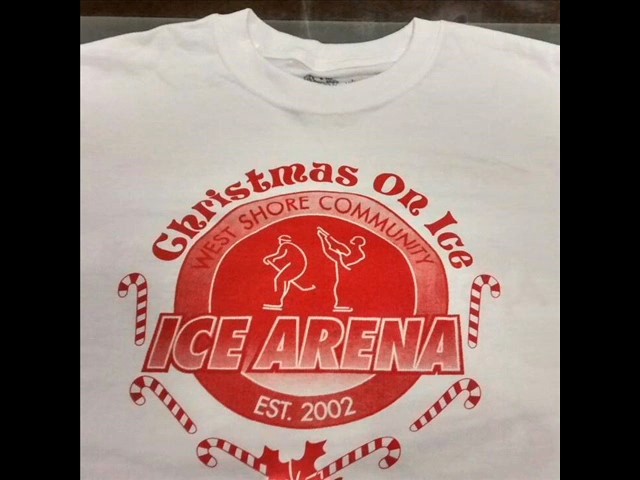 Christmas On Ice
WEST SHORE COMMUNITY
ICE ARENA
EST. 2002